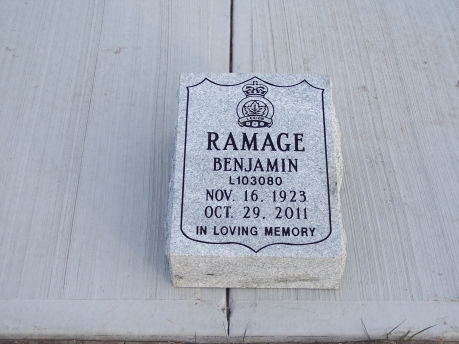 RAMAGE
BENJAMIN
L103080
NOV. 16, 1923
OCT. 29, 2011
IN LOVING MEMORY